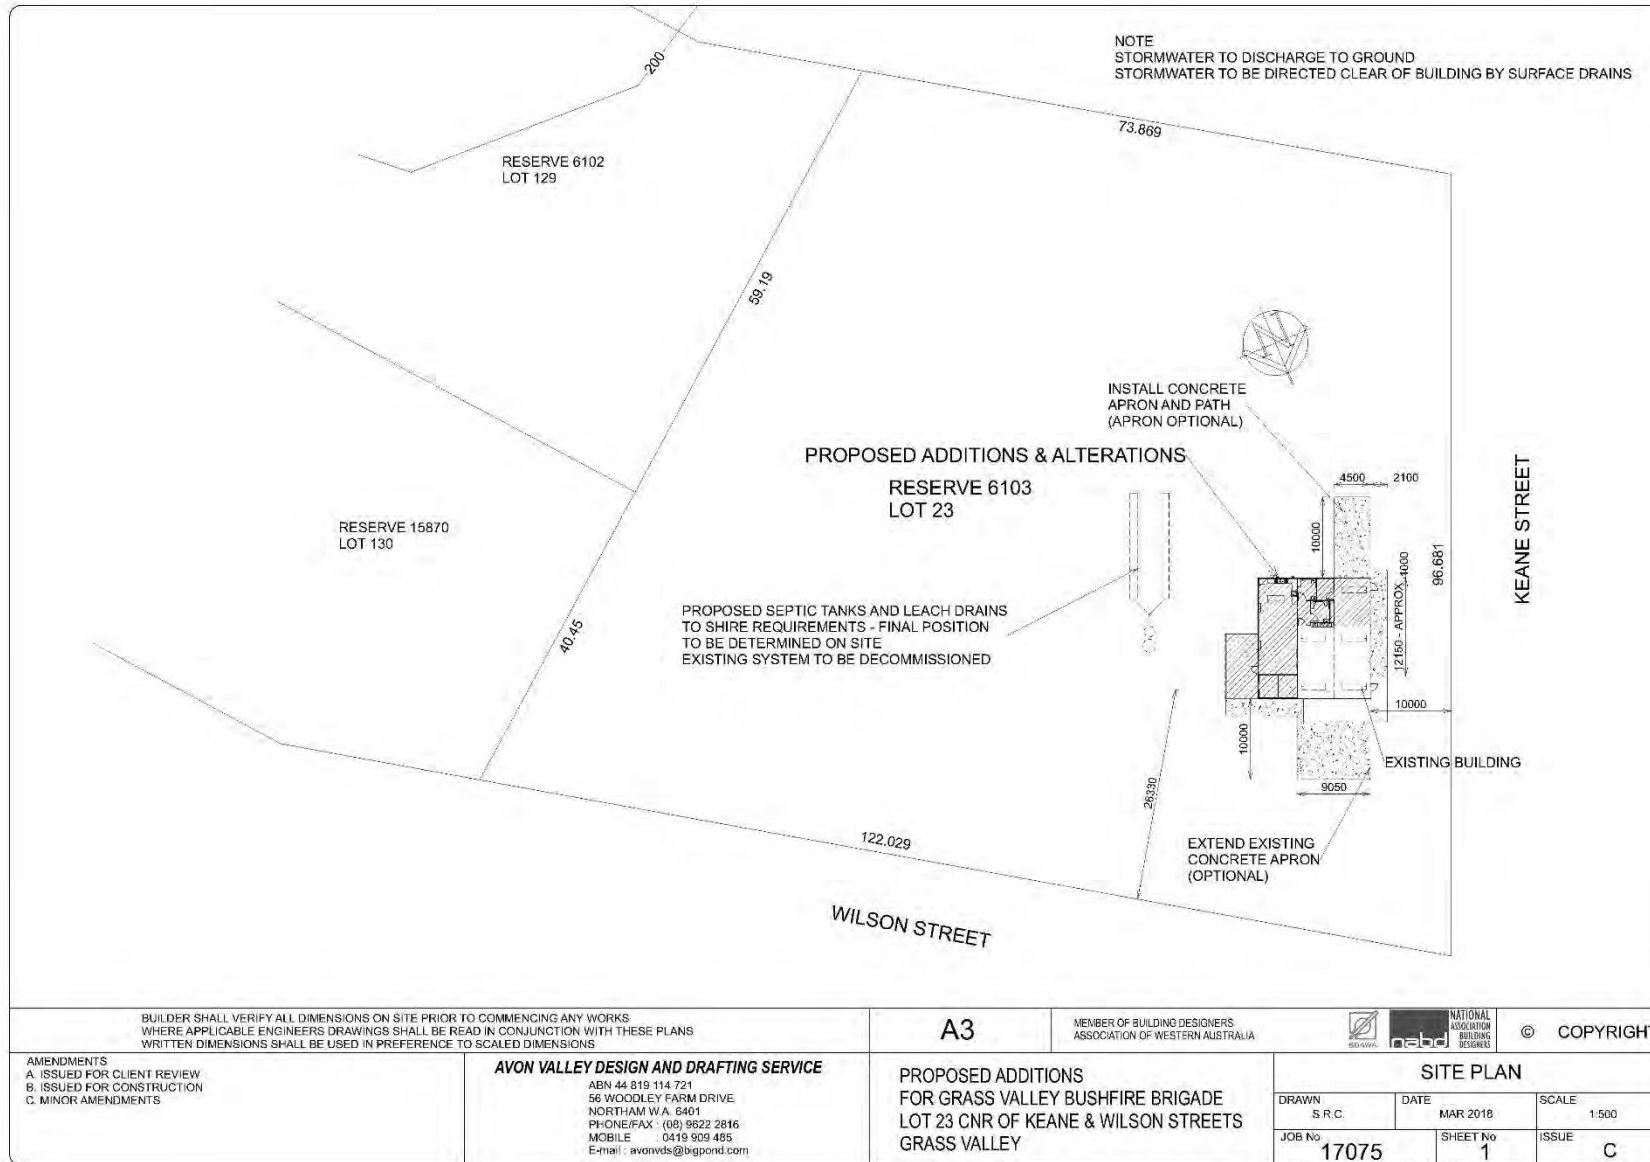 NOTE
STORMWATER TO DISCHARGE TO GROUND
STORMWATER TO BE DIRECTED CLEAR OF BUILDING BY SURFACE DRAINS
200
73.869
RESERVE 6102
LOT 129
59.19
INSTALL CONCRETE
APRON AND PATH
(APRON OPTIONAL)
PROPOSED ADDITIONS & ALTERATIONS
RESERVE 6103
LOT 23
4500
2100
10000
1000
96.681
KEANE STREET
RESERVE 15870
LOT 130
PROPOSED SEPTIC TANKS AND LEACH DRAINS
TO SHIRE REQUIREMENTS - FINAL POSITION
TO BE DETERMINED ON SITE
EXISTING SYSTEM TO BE DECOMMISSIONED
40.45
12150 - APPROX
10000
10000
EXISTING BUILDING
9050
26330
122.029
EXTEND EXISTING
CONCRETE APRON
(OPTIONAL)
WILSON STREET
BUILDER SHALL VERIFY ALL DIMENSIONS ON SITE PRIOR TO COMMENCING ANY WORKS
WHERE APPLICABLE ENGINEERS DRAWINGS SHALL BE READ IN CONJUNCTION WITH THESE PLANS
WRITTEN DIMENSIONS SHALL BE USED IN PREFERENCE TO SCALED DIMENSIONS
A3
MEMBER OF BUILDING DESIGNERS
ASSOCIATION OF WESTERN AUSTRALIA
BDAWA
nabd
NATIONAL
ASSOCIATION
BUILDING
DESIGNERS
© COPYRIGHT
AMENDMENTS
A. ISSUED FOR CLIENT REVIEW
B. ISSUED FOR CONSTRUCTION
C. MINOR AMENDMENTS
AVON VALLEY DESIGN AND DRAFTING SERVICE
ABN 44 819 114 721
56 WOODLEY FARM DRIVE
NORTHAM W.A. 6401
PHONE/FAX : (08) 9622 2816
MOBILE : 0419 909 485
E-mail : avonvds@bigpond.com
PROPOSED ADDITIONS
FOR GRASS VALLEY BUSHFIRE BRIGADE
LOT 23 CNR OF KEANE & WILSON STREETS
GRASS VALLEY
SITE PLAN
DRAWN
S.R.C.
DATE
MAR 2018
SCALE
1:500
JOB No
17075
SHEET No
1
ISSUE
C